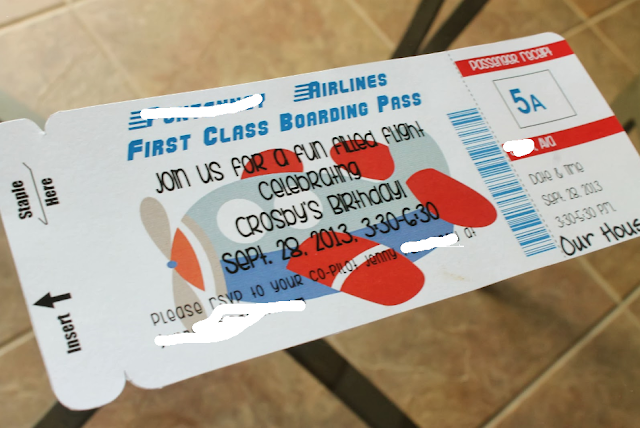 Airlines
First Class Boarding Pass
Join us for a fun filled flight
celebrating
Crosby's Birthday!
Sept. 28, 2013, 3:30-6:30
Please RSVP to your co-pilot Jenny at
Staple
Here
Insert
Passenger Receipt
5A
Date & Time
Sept. 28, 2013
3:30-6:30 PM
Our House